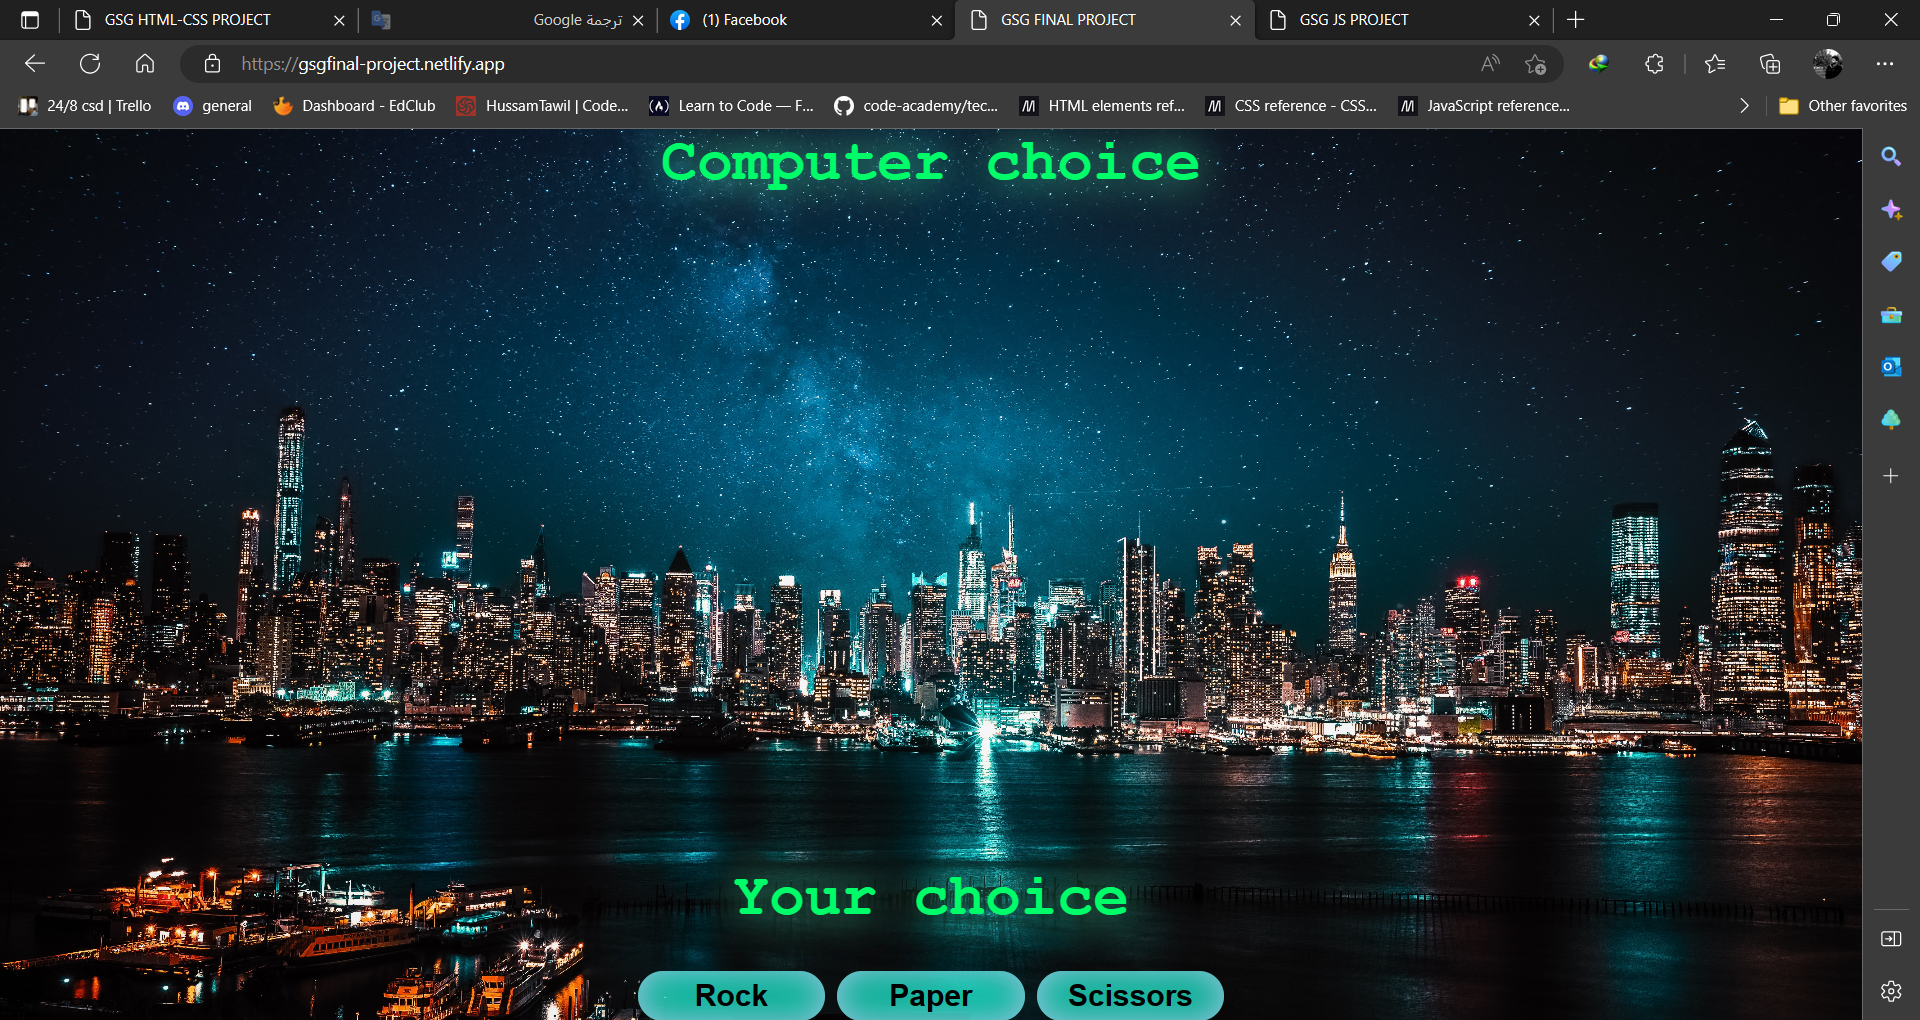 GSG HTML-CSS PROJECT
ترجمة Google
(1) Facebook
GSG FINAL PROJECT
GSG JS PROJECT
https://gsgfinal-project.netlify.app
24/8 csd | Trello
general
Dashboard - EdClub
HussamTawil | Code...
Learn to Code — F...
code-academy/tec...
HTML elements ref...
CSS reference - CSS...
JavaScript reference...
Other favorites
Computer choice
Your choice
Rock
Paper
Scissors